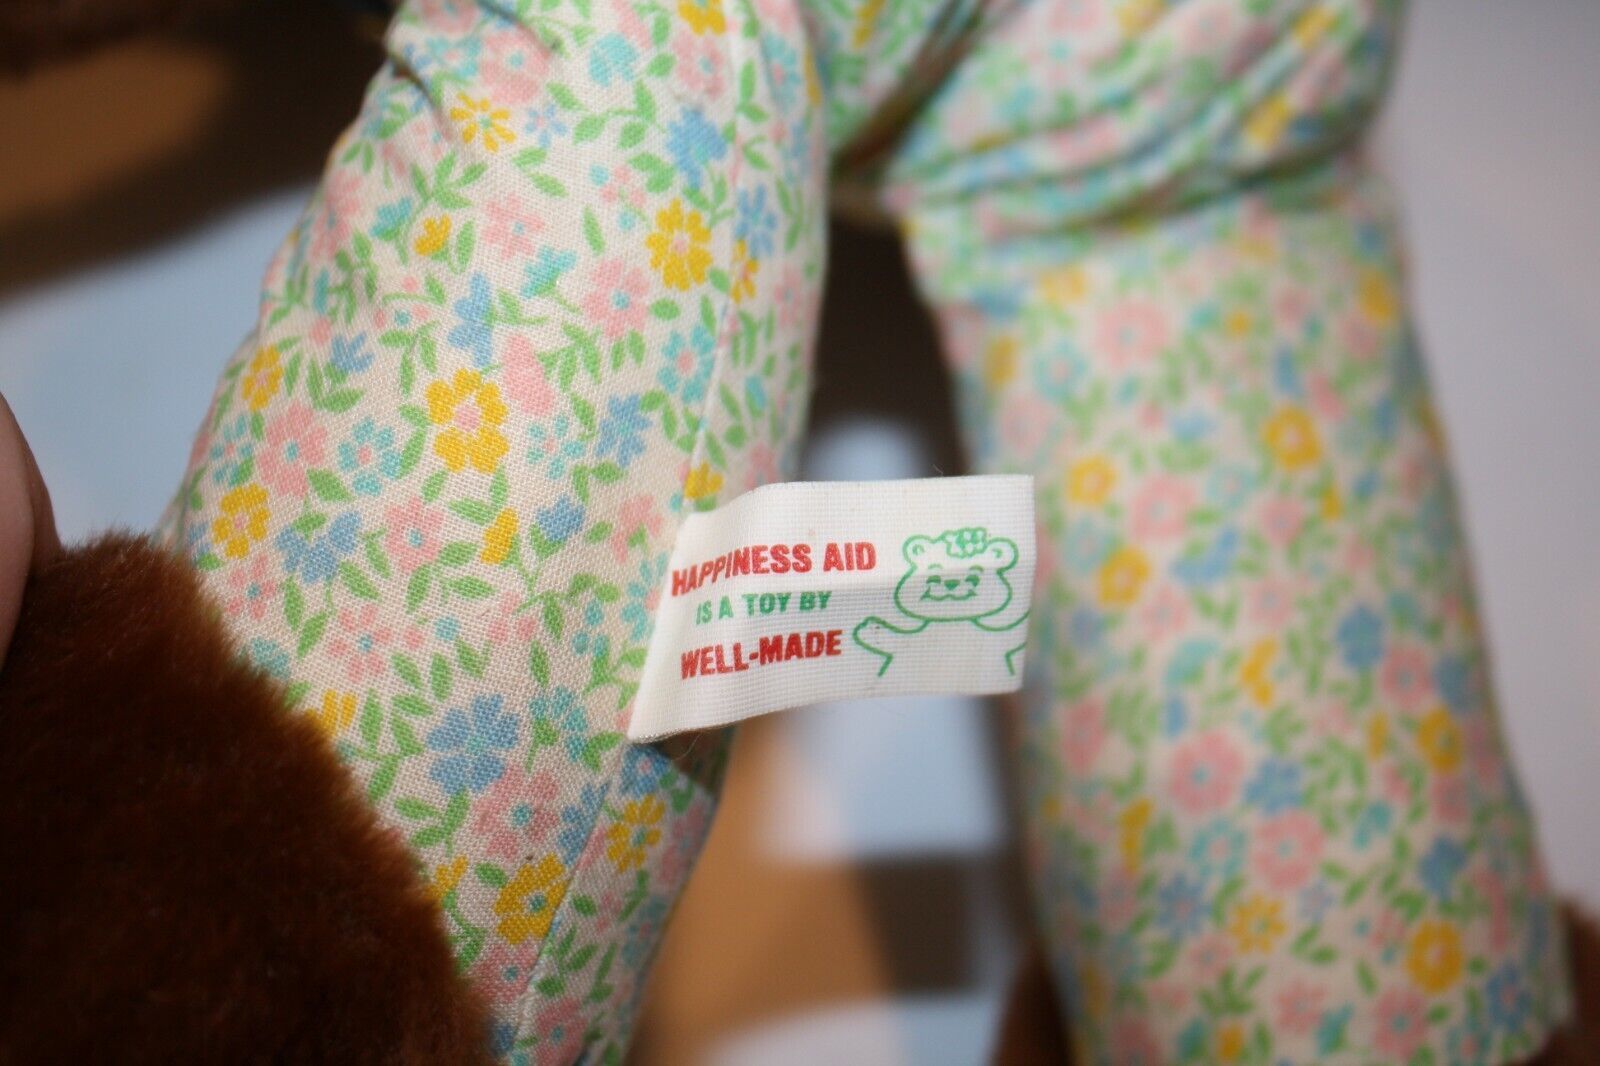 HAPPINESS AID
IS A TOY BY
WELL-MADE